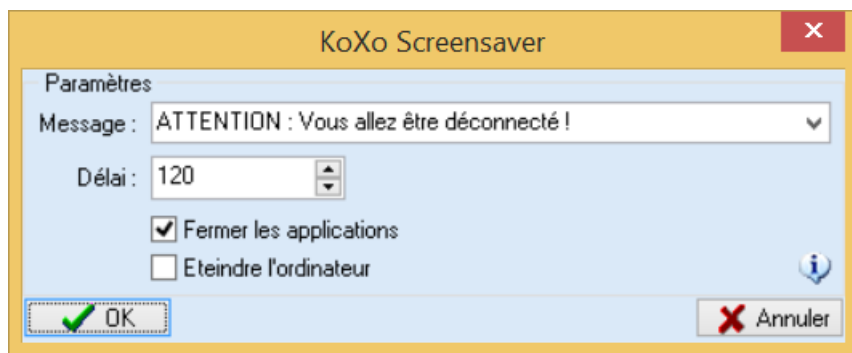 KoXo Screensaver
Paramètres
Message : ATTENTION : Vous allez être déconnecté !
Délai : 120
Fermer les applications
Eteindre l'ordinateur
OK Annuler